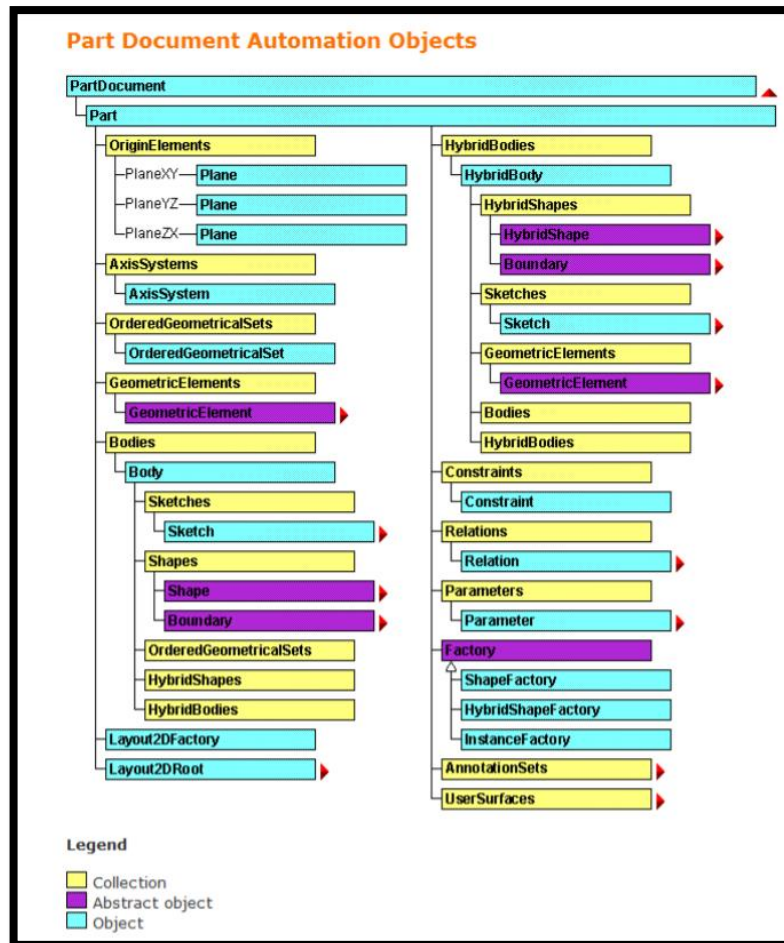 Part Document Automation Objects
PartDocument
Part
OriginElements
PlaneXY
Plane
PlaneYZ
Plane
PlaneZX
Plane
AxisSystems
AxisSystem
OrderedGeometricalSets
OrderedGeometricalSet
GeometricElements
GeometricElement
Bodies
Body
Sketches
Sketch
Shapes
Shape
Boundary
OrderedGeometricalSets
HybridShapes
HybridBodies
Layout2DFactory
Layout2DRoot
HybridBodies
HybridBody
HybridShapes
HybridShape
Boundary
Sketches
Sketch
GeometricElements
GeometricElement
Bodies
HybridBodies
Constraints
Constraint
Relations
Relation
Parameters
Parameter
Factory
ShapeFactory
HybridShapeFactory
InstanceFactory
AnnotationSets
UserSurfaces
Legend
Collection
Abstract object
Object